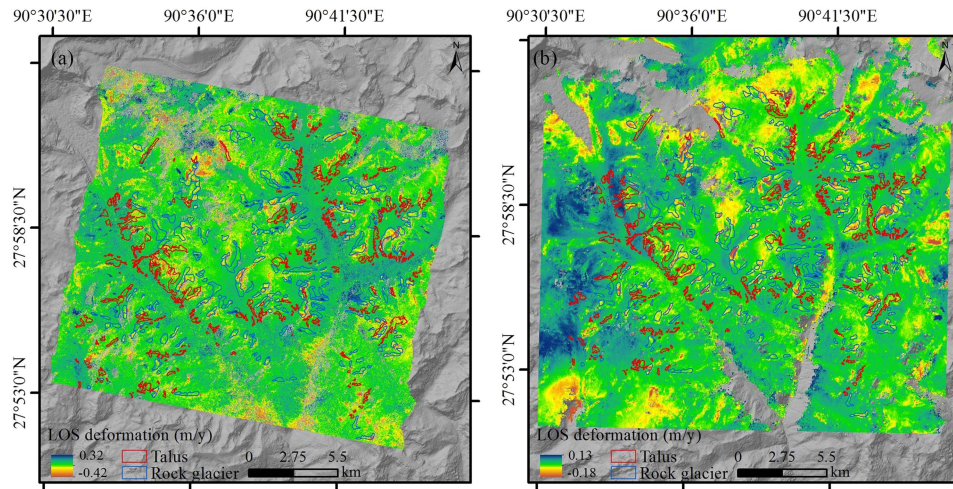 90°30'30"E 90°36'0"E 90°41'30"E 90°30'30"E 90°36'0"E 90°41'30"E
(a) N (b) N
27°58'30"N 27°58'30"N
27°53'0"N 27°53'0"N
LOS deformation (m/y) LOS deformation (m/y)
0.32 Talus 0 2.75 5.5 0.13 Talus 0 2.75 5.5
-0.42 Rock glacier km -0.18 Rock glacier km